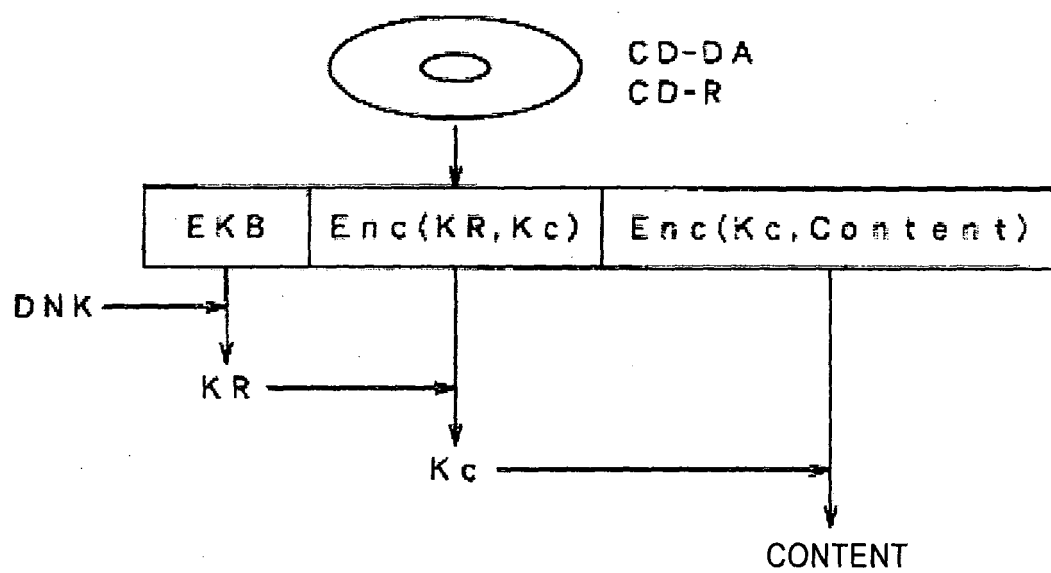 CD-DA
CD-R
EKB
Enc(KR,Kc)
Enc(Kc,Content)
DNK
KR
Kc
CONTENT